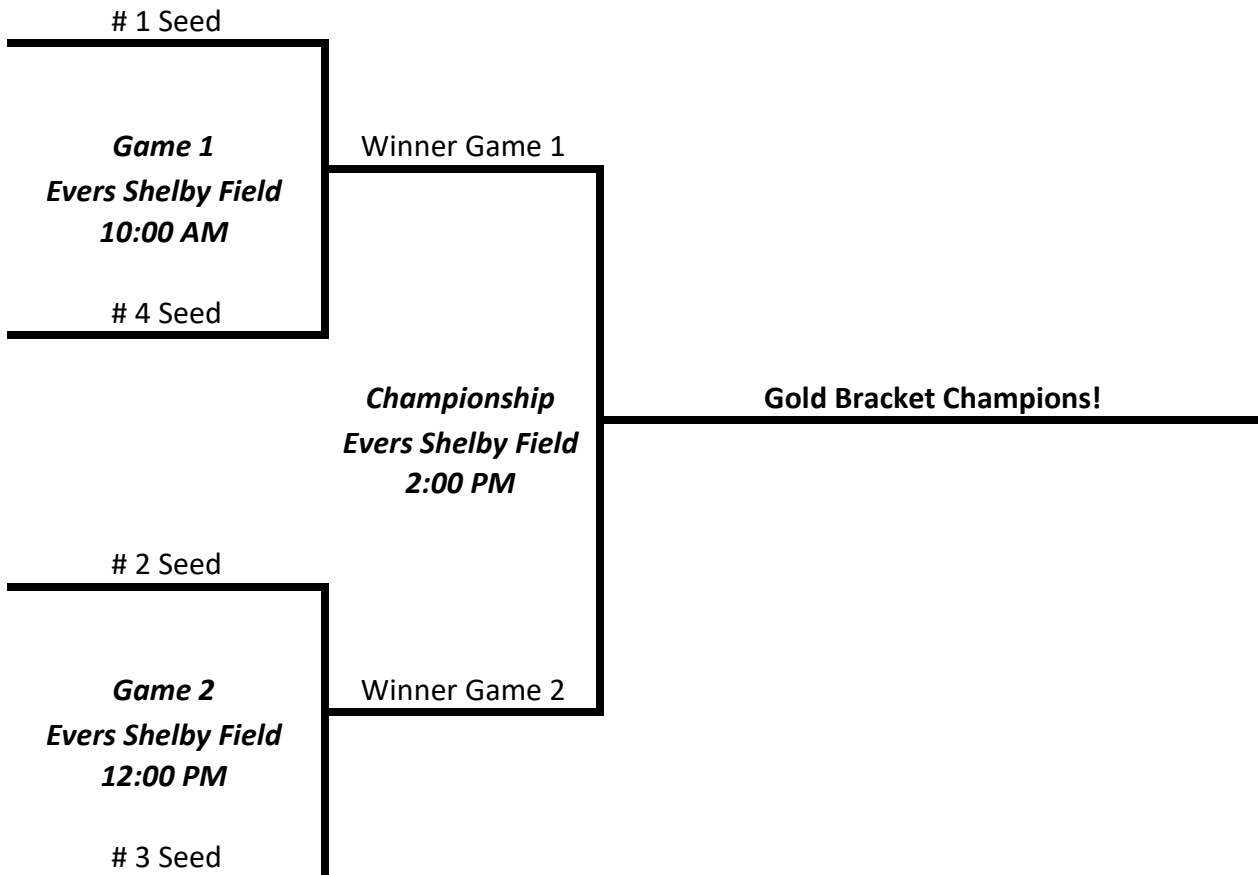 # 1 Seed
Game 1
Evers Shelby Field
10:00 AM
Winner Game 1
# 4 Seed
Championship
Evers Shelby Field
2:00 PM
Gold Bracket Champions!
# 2 Seed
Game 2
Evers Shelby Field
12:00 PM
Winner Game 2
# 3 Seed